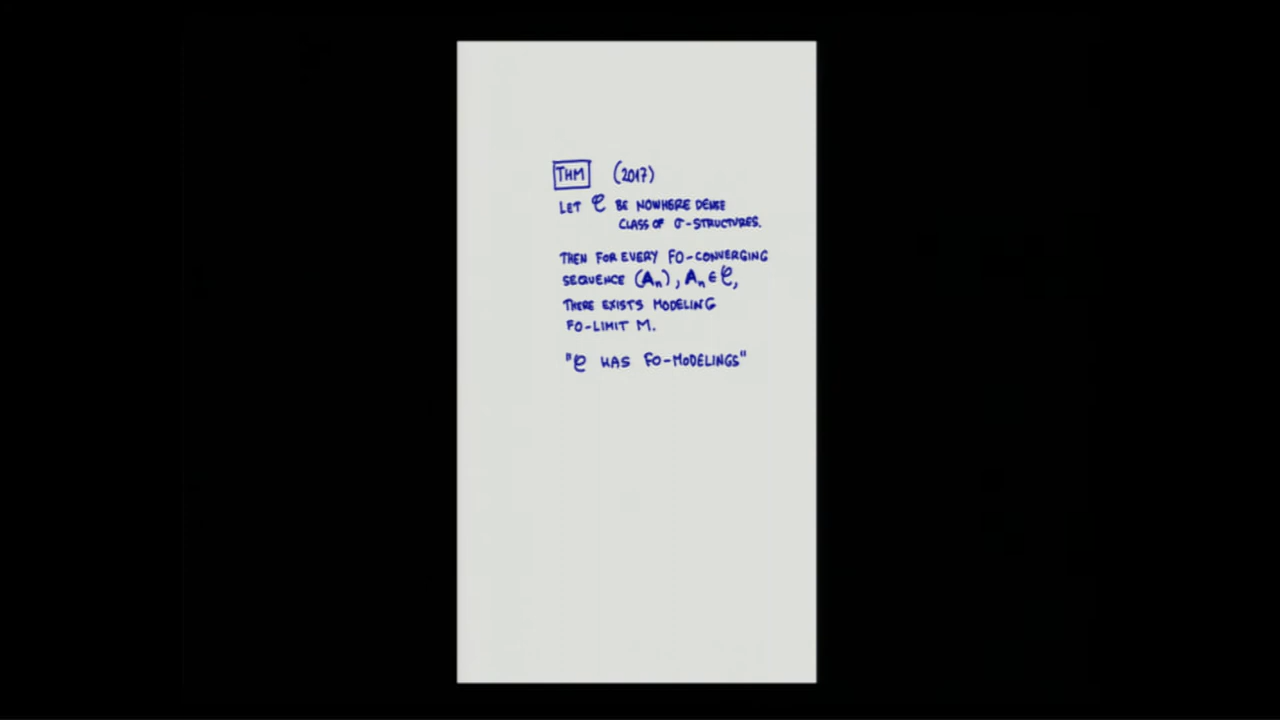 THM (2017)
LET 𝒞 BE NOWHERE DENSE
CLASS OF σ-STRUCTURES.
THEN FOR EVERY FO-CONVERGING
SEQUENCE (Aₙ), Aₙ ∈ 𝒞,
THERE EXISTS MODELING
FO-LIMIT M.
"𝒞 HAS FO-MODELINGS"